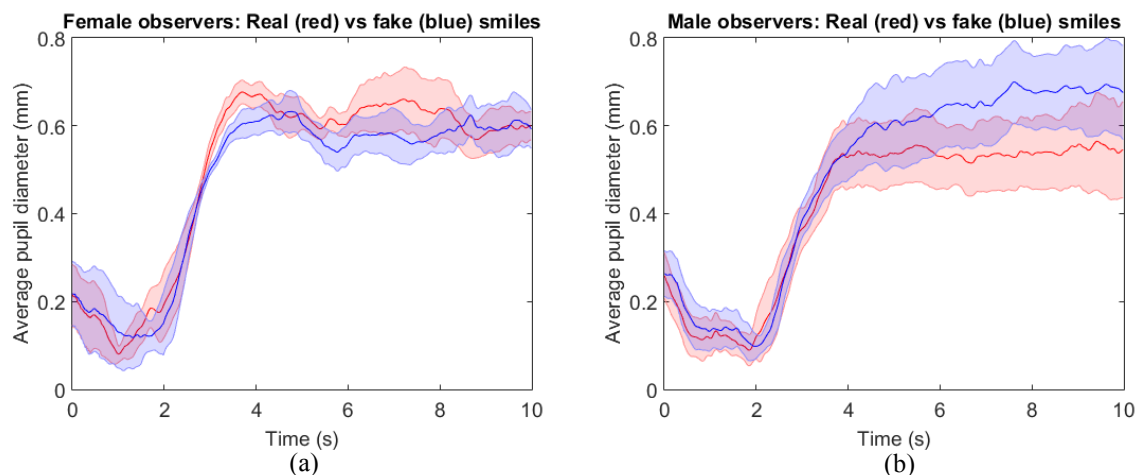 Female observers: Real (red) vs fake (blue) smiles
Average pupil diameter (mm)
0.8
0.6
0.4
0.2
0
0 2 4 6 8 10
Time (s)
(a)
Male observers: Real (red) vs fake (blue) smiles
Average pupil diameter (mm)
0.8
0.6
0.4
0.2
0
0 2 4 6 8 10
Time (s)
(b)